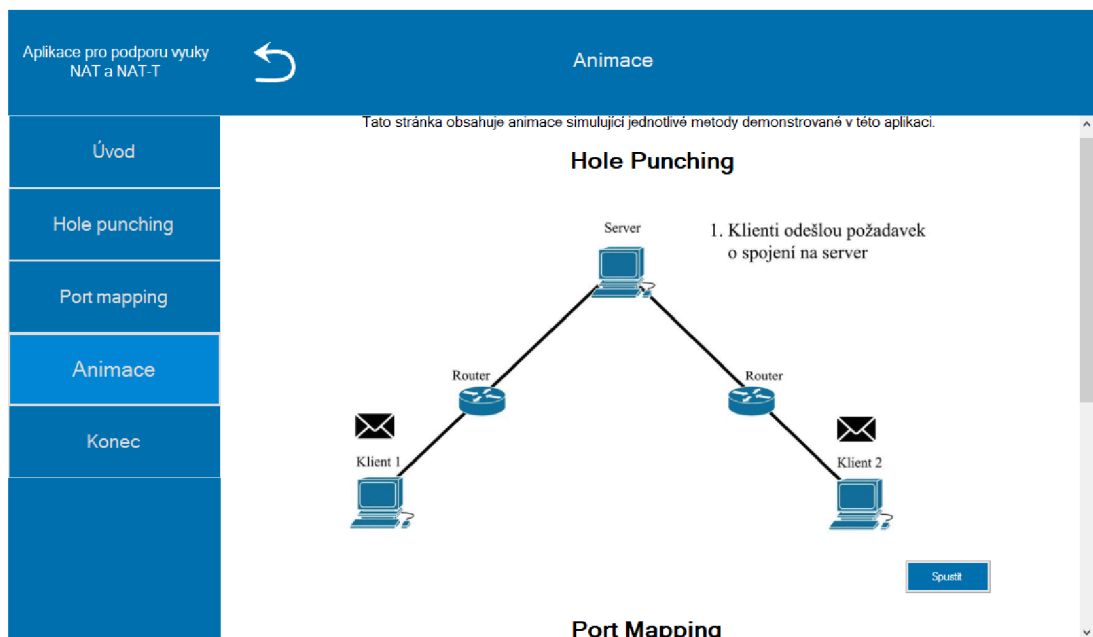 Aplikace pro podporu vyuky
NAT a NAT-T
Animace
Úvod
Hole punching
Port mapping
Animace
Konec
Tato stránka obsahuje animace simulující jednotlivé metody demonstrované v této aplikaci.
Hole Punching
Server
1. Klienti odešlou požadavek
o spojení na server
Router
Router
Klient 1
Klient 2
Spustit
Port Mapping